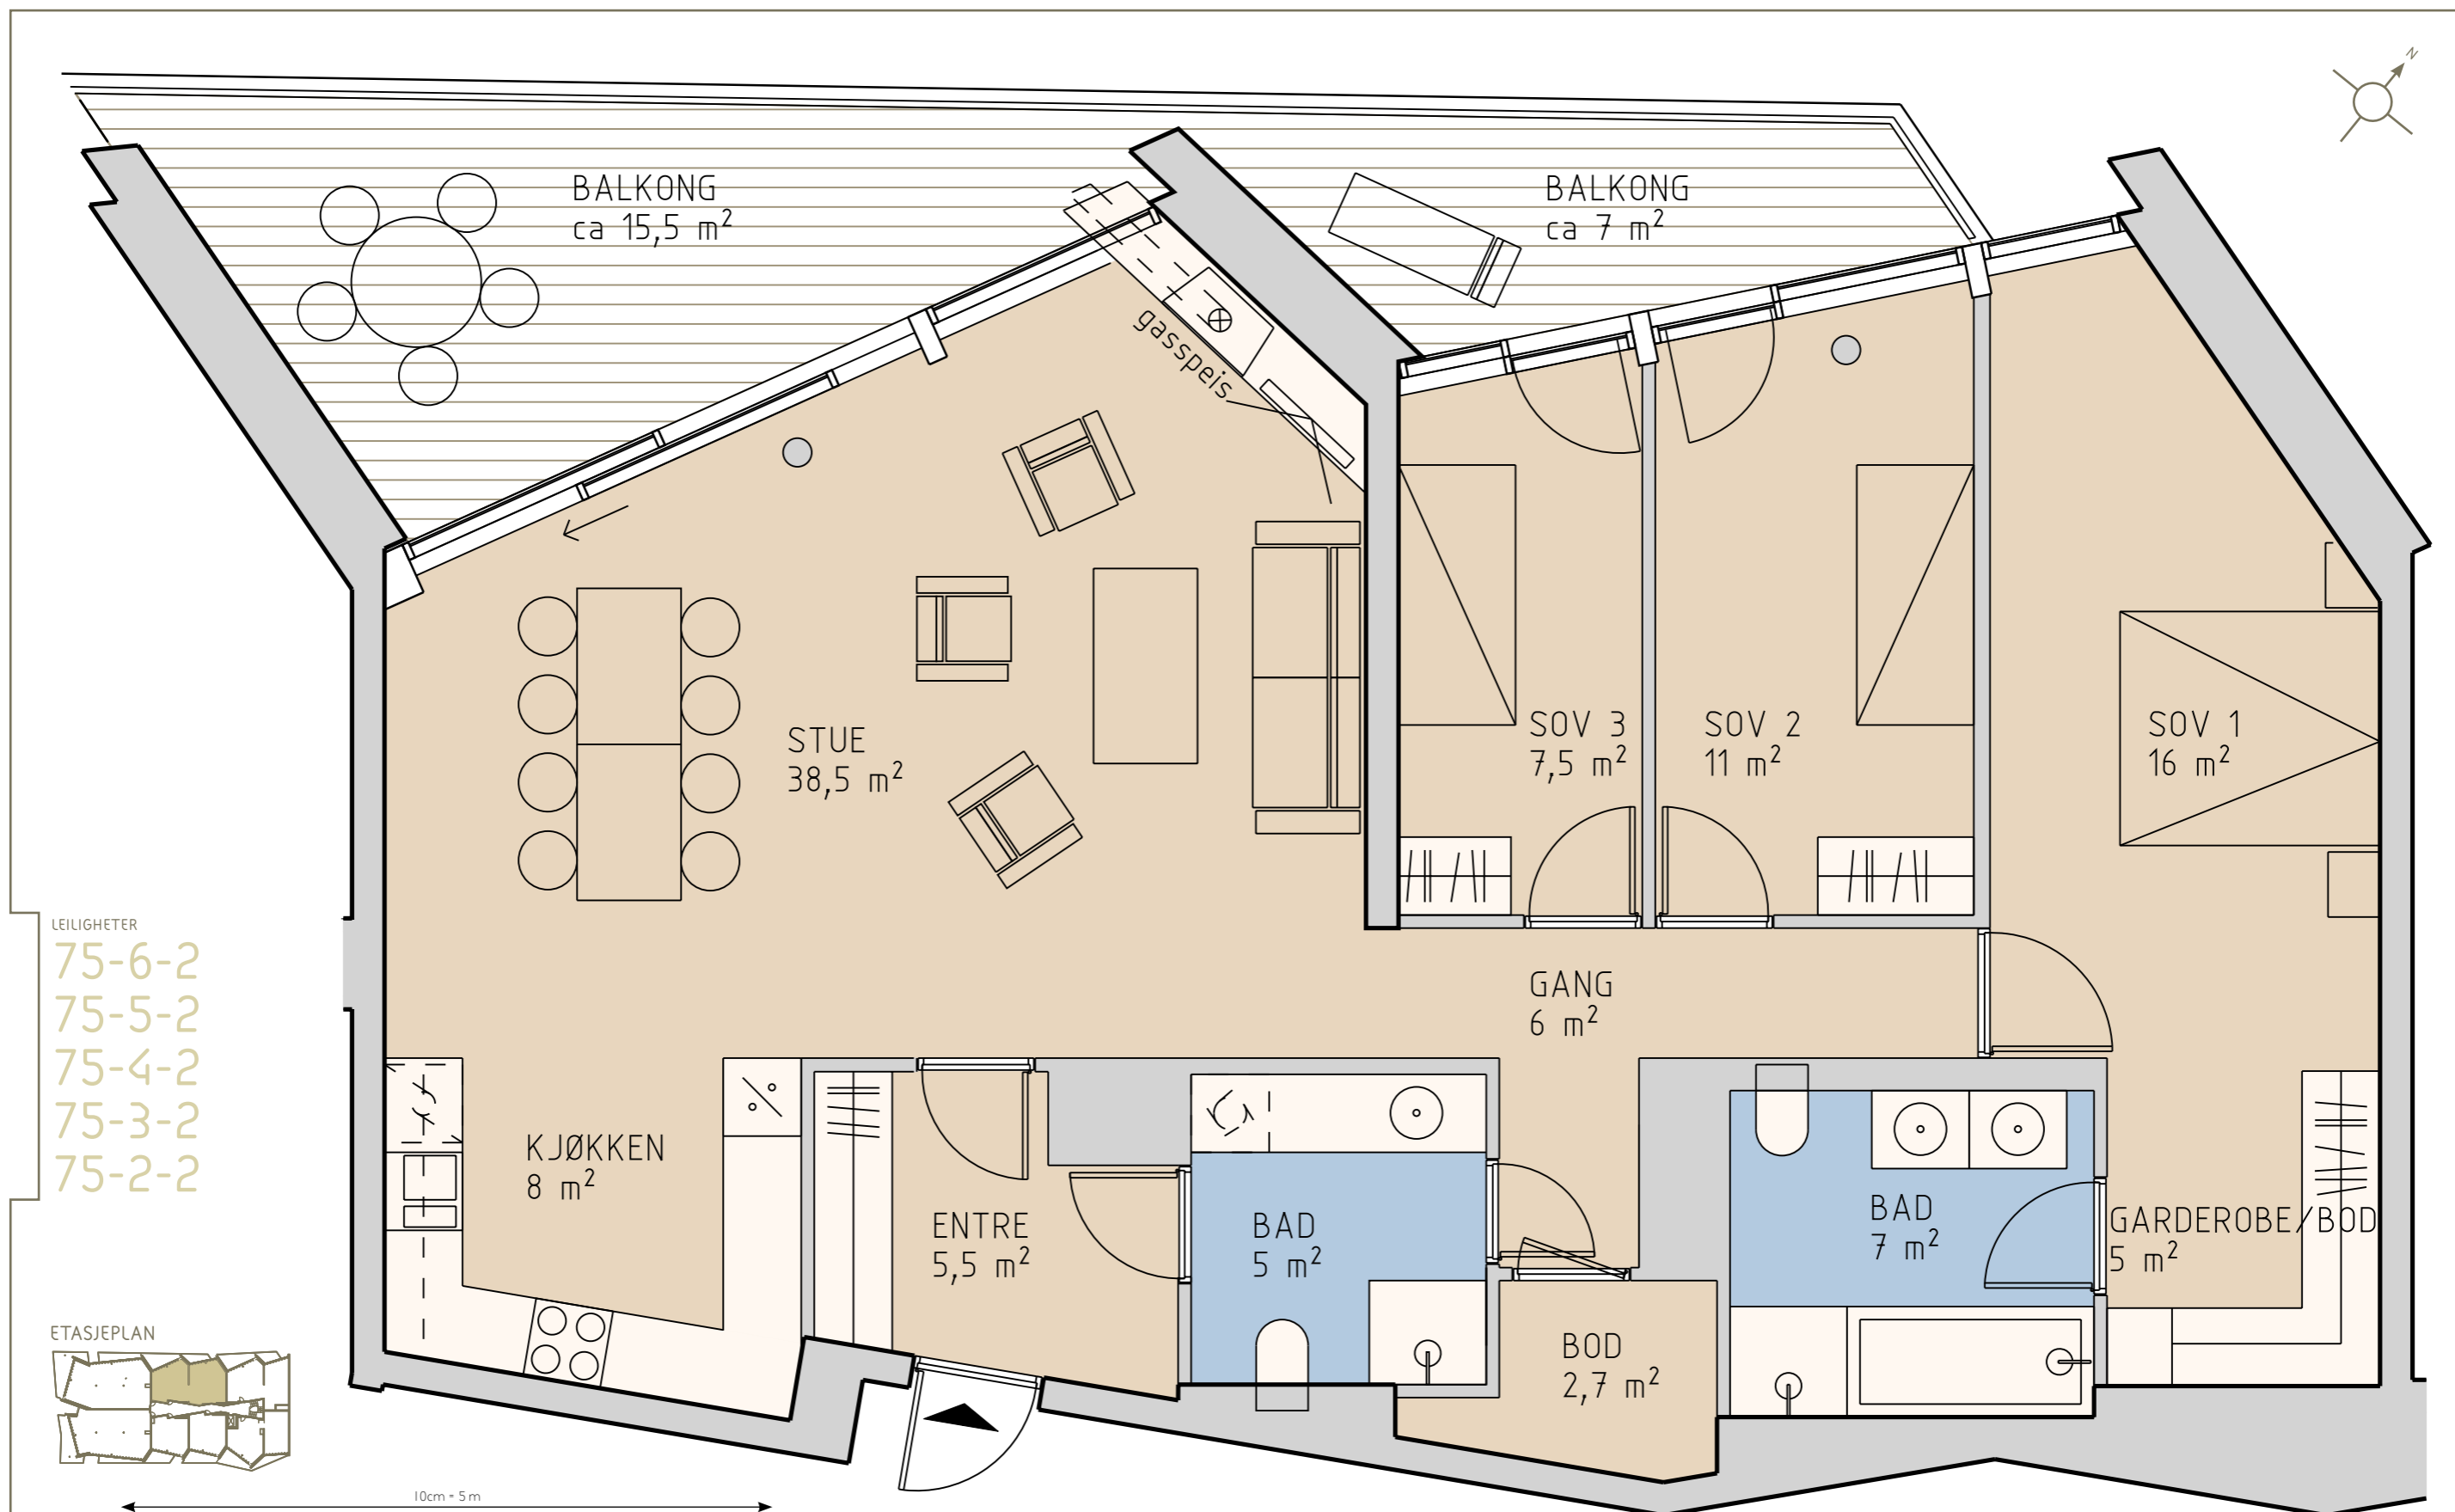 N
BALKONG
ca 15,5 m²
BALKONG
ca 7 m²
gasspeis
STUE
38,5 m²
SOV 3
7,5 m²
SOV 2
11 m²
SOV 1
16 m²
LEILIGHETER
75-6-2
75-5-2
75-4-2
75-3-2
75-2-2
GANG
6 m²
KJØKKEN
8 m²
ENTRE
5,5 m²
BAD
5 m²
BAD
7 m²
GARDEROBE/BOD
5 m²
BOD
2,7 m²
ETASJEPLAN
10cm = 5 m